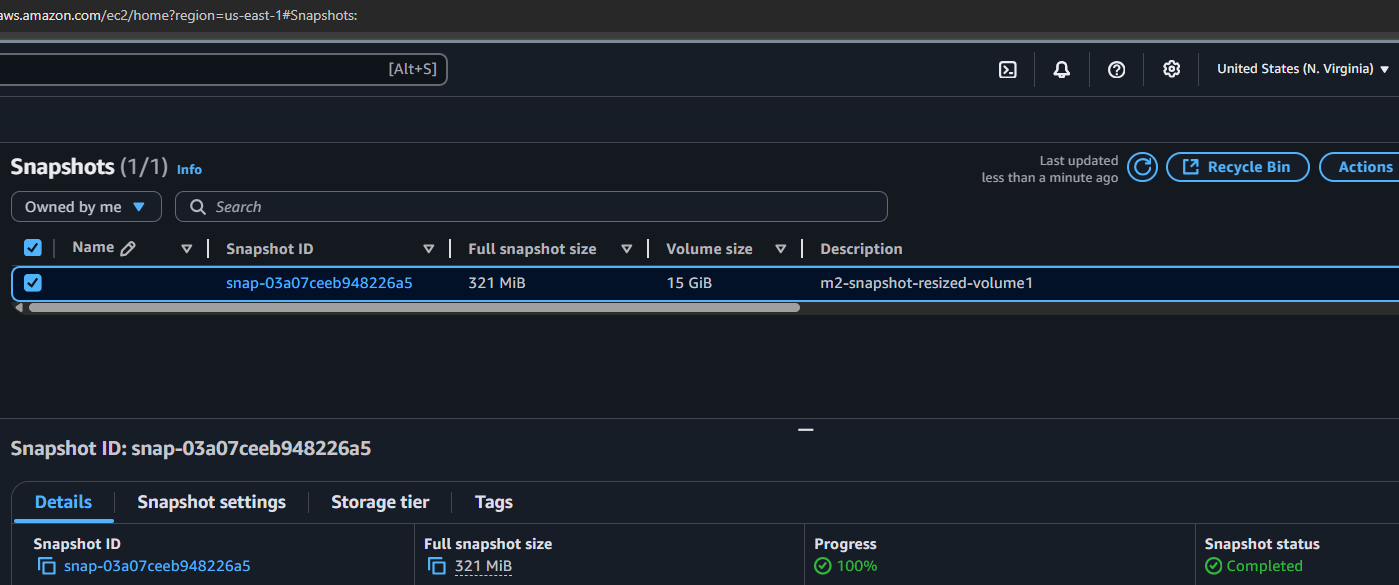 aws.amazon.com/ec2/home?region=us-east-1#Snapshots:
[Alt+S]
United States (N. Virginia)
Snapshots (1/1) Info
Last updated
less than a minute ago
Recycle Bin
Actions
Owned by me
Search
Name
Snapshot ID
Full snapshot size
Volume size
Description
snap-03a07ceeb948226a5
321 MiB
15 GiB
m2-snapshot-resized-volume1
Snapshot ID: snap-03a07ceeb948226a5
Details
Snapshot settings
Storage tier
Tags
Snapshot ID
snap-03a07ceeb948226a5
Full snapshot size
321 MiB
Progress
100%
Snapshot status
Completed